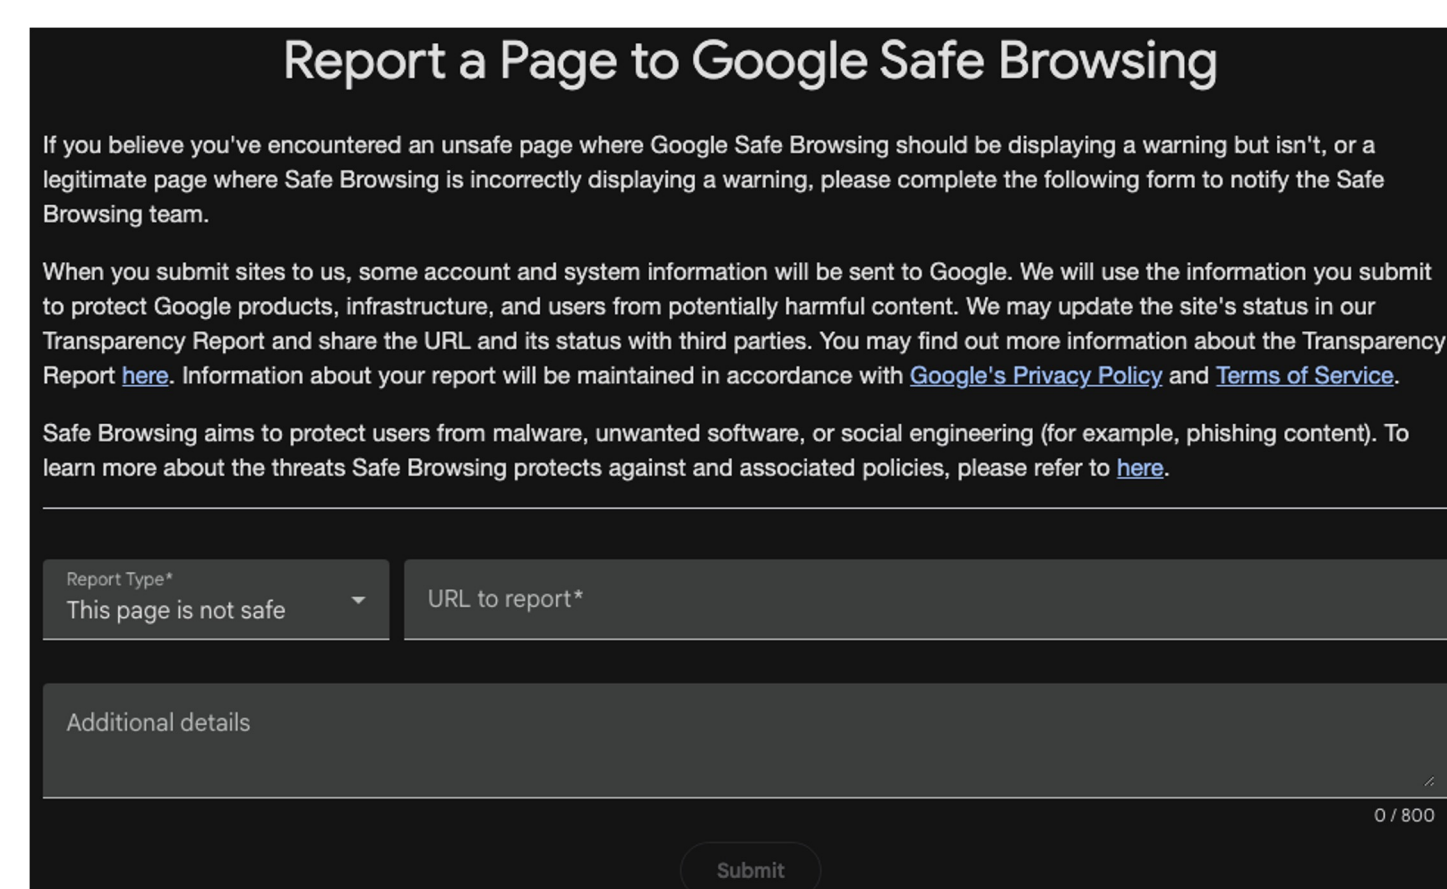 Report a Page to Google Safe Browsing
If you believe you've encountered an unsafe page where Google Safe Browsing should be displaying a warning but isn't, or a
legitimate page where Safe Browsing is incorrectly displaying a warning, please complete the following form to notify the Safe
Browsing team.
When you submit sites to us, some account and system information will be sent to Google. We will use the information you submit
to protect Google products, infrastructure, and users from potentially harmful content. We may update the site's status in our
Transparency Report and share the URL and its status with third parties. You may find out more information about the Transparency
Report here. Information about your report will be maintained in accordance with Google's Privacy Policy and Terms of Service.
Safe Browsing aims to protect users from malware, unwanted software, or social engineering (for example, phishing content). To
learn more about the threats Safe Browsing protects against and associated policies, please refer to here.
Report Type*
This page is not safe
URL to report*
Additional details
0 / 800
Submit